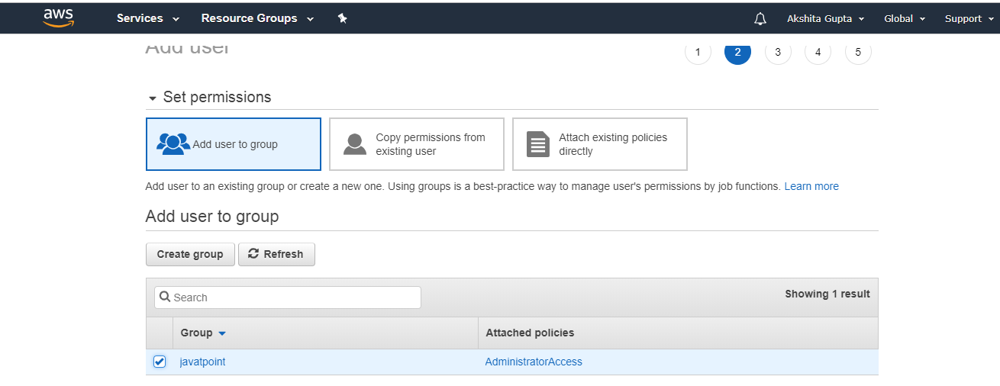 aws Services Resource Groups Akshita Gupta Global Support
Add user 1 2 3 4 5
Set permissions
Add user to group
Copy permissions from
existing user
Attach existing policies
directly
Add user to an existing group or create a new one. Using groups is a best-practice way to manage user's permissions by job functions. Learn more
Add user to group
Create group Refresh
Search Showing 1 result
Group Attached policies
javatpoint AdministratorAccess